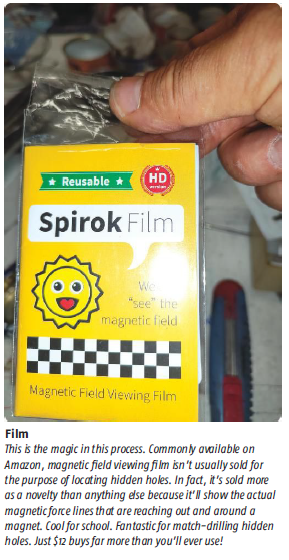 ★ Reusable ★
HD
version
Spirok Film
We
"see" the
magnetic field
Magnetic Field Viewing Film
Film
This is the magic in this process. Commonly available on
Amazon, magnetic field viewing film isn't usually sold for
the purpose of locating hidden holes. In fact, it's sold more
as a novelty than anything else because it'll show the actual
magnetic force lines that are reaching out and around a
magnet. Cool for school. Fantastic for match-drilling hidden
holes. Just $12 buys far more than you'll ever use!